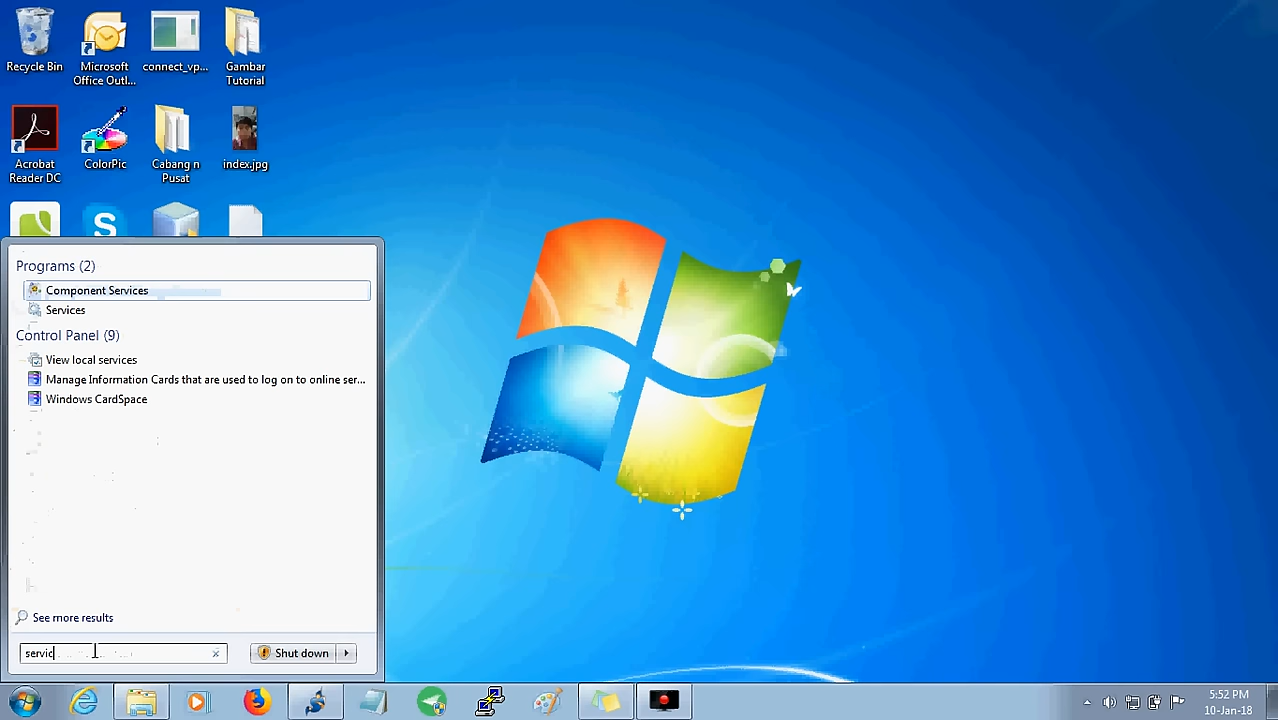 Recycle Bin
Microsoft
Office Outl...
connect_vp...
Gambar
Tutorial
Acrobat
Reader DC
ColorPic
Cabang n
Pusat
index.jpg
S
Programs (2)
Component Services
Services
Control Panel (9)
View local services
Manage Information Cards that are used to log on to online ser...
Windows CardSpace
See more results
servic
Shut down
5:52 PM
10-Jan-18